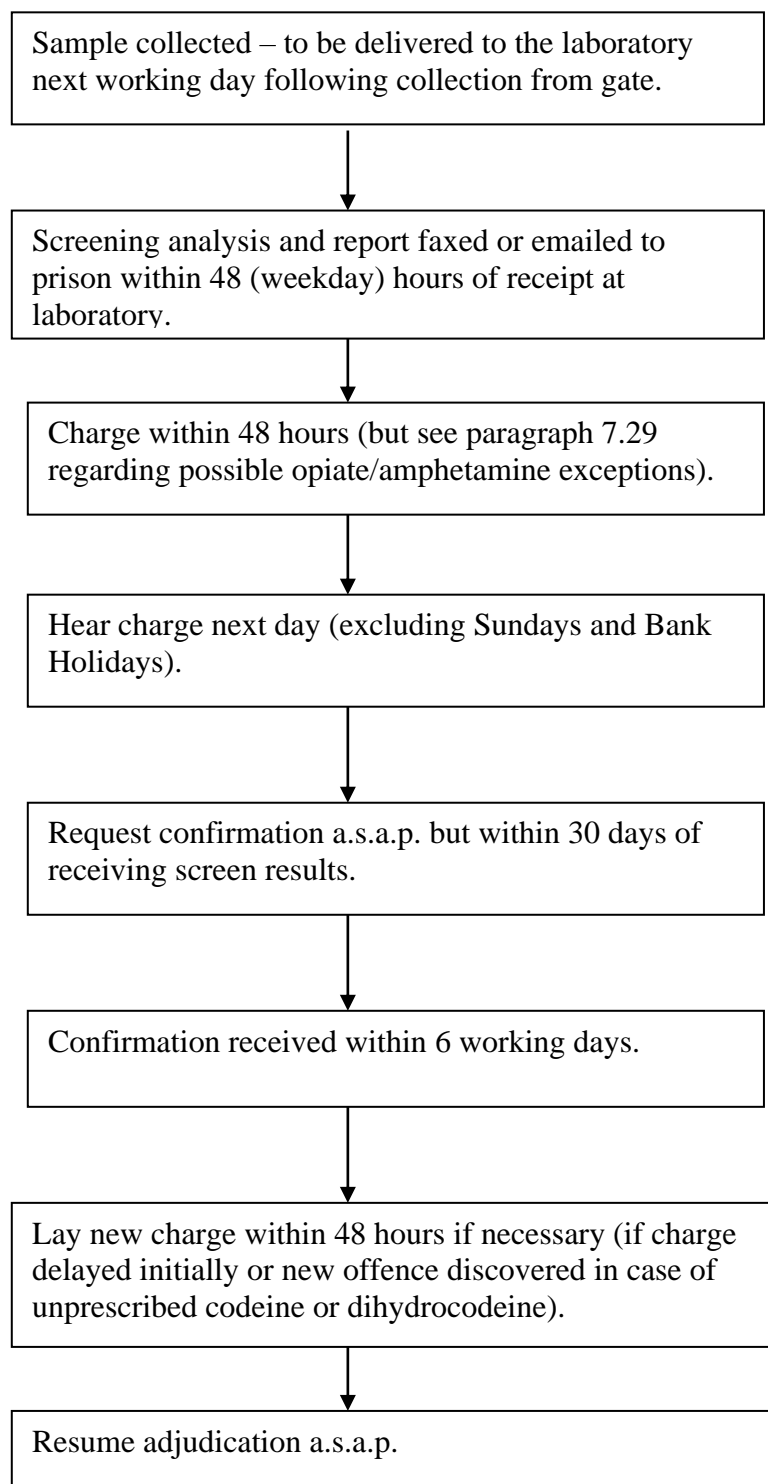 Sample collected – to be delivered to the laboratory
next working day following collection from gate.
Screening analysis and report faxed or emailed to
prison within 48 (weekday) hours of receipt at
laboratory.
Charge within 48 hours (but see paragraph 7.29
regarding possible opiate/amphetamine exceptions).
Hear charge next day (excluding Sundays and Bank
Holidays).
Request confirmation a.s.a.p. but within 30 days of
receiving screen results.
Confirmation received within 6 working days.
Lay new charge within 48 hours if necessary (if charge
delayed initially or new offence discovered in case of
unprescribed codeine or dihydrocodeine).
Resume adjudication a.s.a.p.